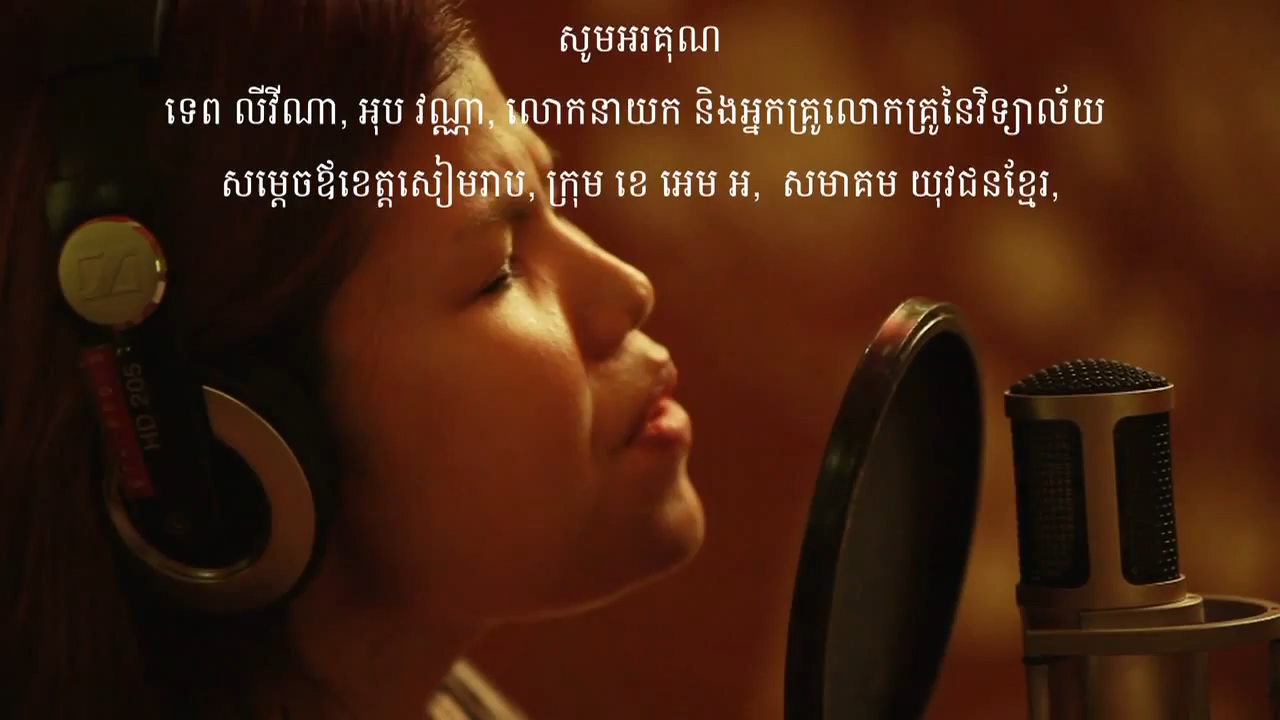 សូមអរគុណ
ទេព លីវីណា, អុប វណ្ណា, លោកនាយក និងអ្នកគ្រូលោកគ្រូនៃវិទ្យាល័យ
សម្តេចឪខេត្តសៀមរាប, ក្រុម ខេ អេម អ, សមាគម យុវជនខ្មែរ,
HD 205